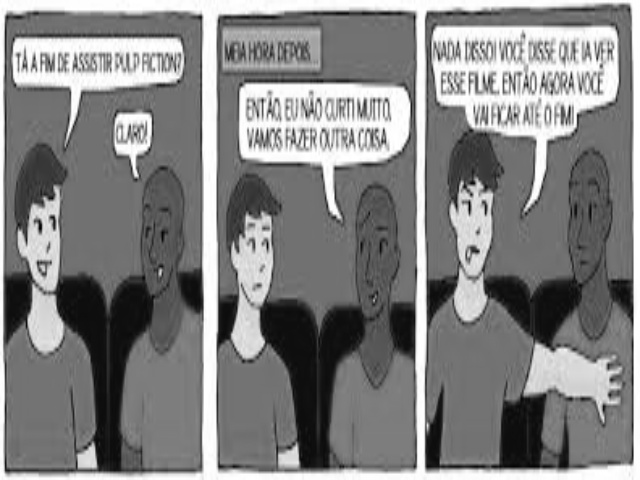 TÁ A FIM DE ASSISTIR PULP FICTION?
CLARO!
MEIA HORA DEPOIS...
ENTÃO, EU NÃO CURTI MUITO,
VAMOS FAZER OUTRA COISA.
NADA DISSO! VOCÊ DISSE QUE IA VER
ESSE FILME, ENTÃO AGORA VOCÊ
VAI FICAR ATÉ O FIM!